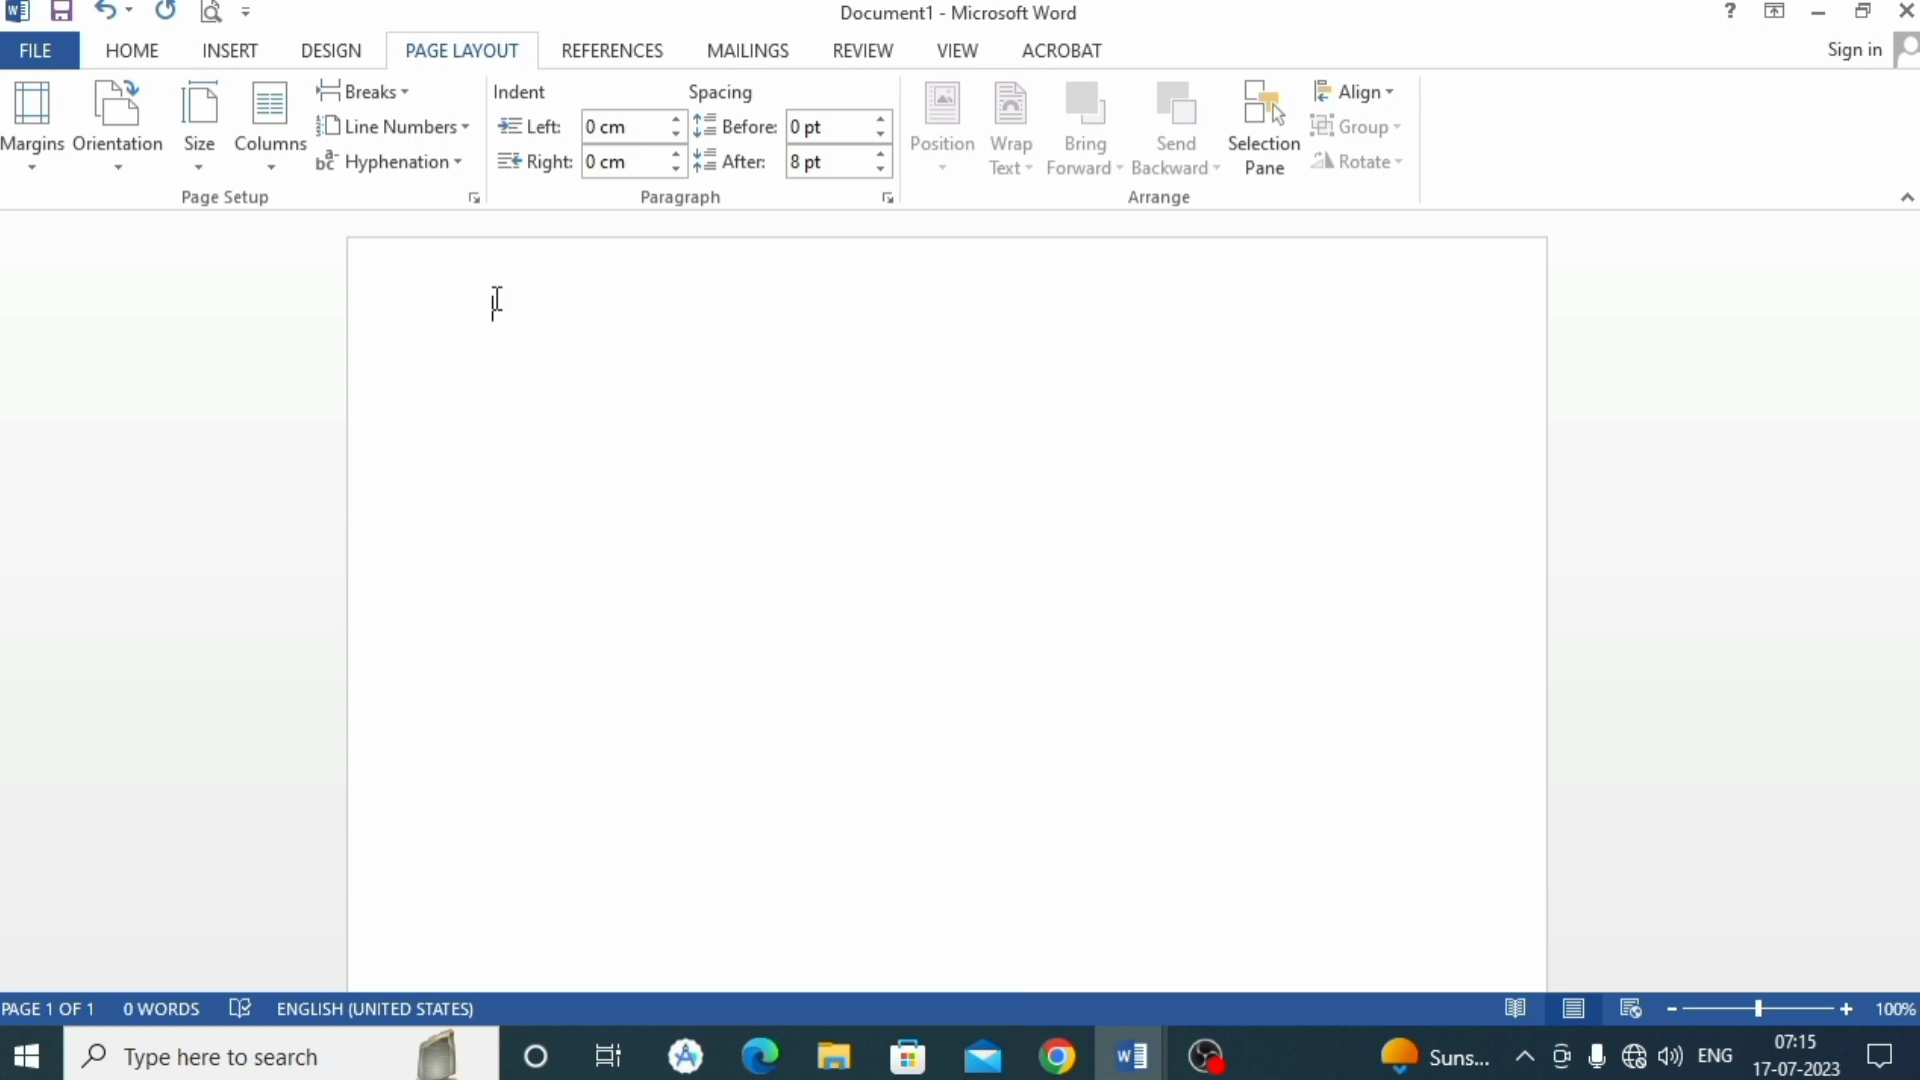 Document1 - Microsoft Word
?
FILE HOME INSERT DESIGN PAGE LAYOUT REFERENCES MAILINGS REVIEW VIEW ACROBAT Sign in
Margins Orientation Size Columns
Breaks
Line Numbers
Hyphenation
Page Setup
Indent
Left: 0 cm
Right: 0 cm
Spacing
Before: 0 pt
After: 8 pt
Paragraph
Position
Wrap
Text
Bring
Forward
Send
Backward
Selection
Pane
Align
Group
Rotate
Arrange
PAGE 1 OF 1 0 WORDS ENGLISH (UNITED STATES) 100%
Type here to search
Suns...
ENG
07:15
17-07-2023